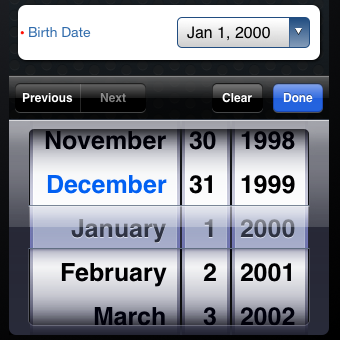 • Birth Date Jan 1, 2000
Previous Next Clear Done
November 30 1998
December 31 1999
January 1 2000
February 2 2001
March 3 2002